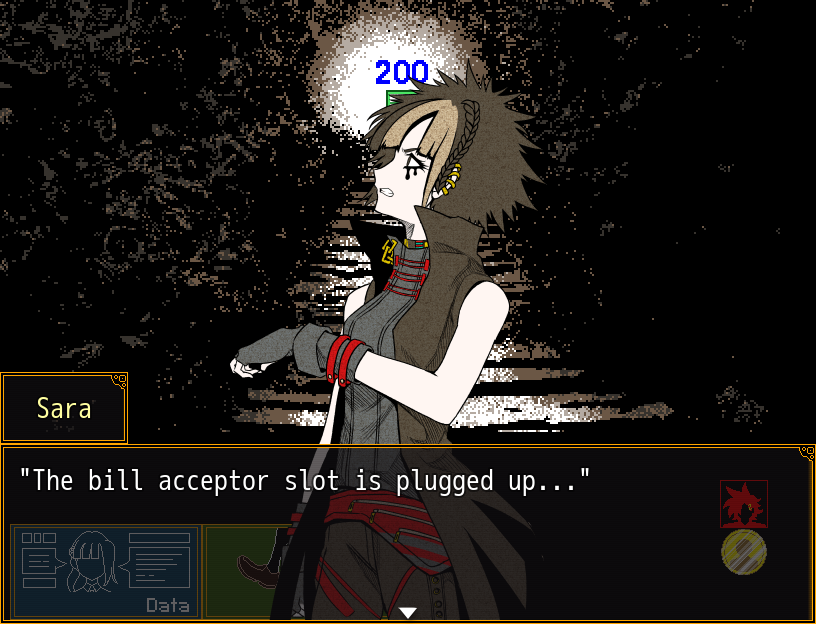 200
Sara
"The bill acceptor slot is plugged up..."
Data